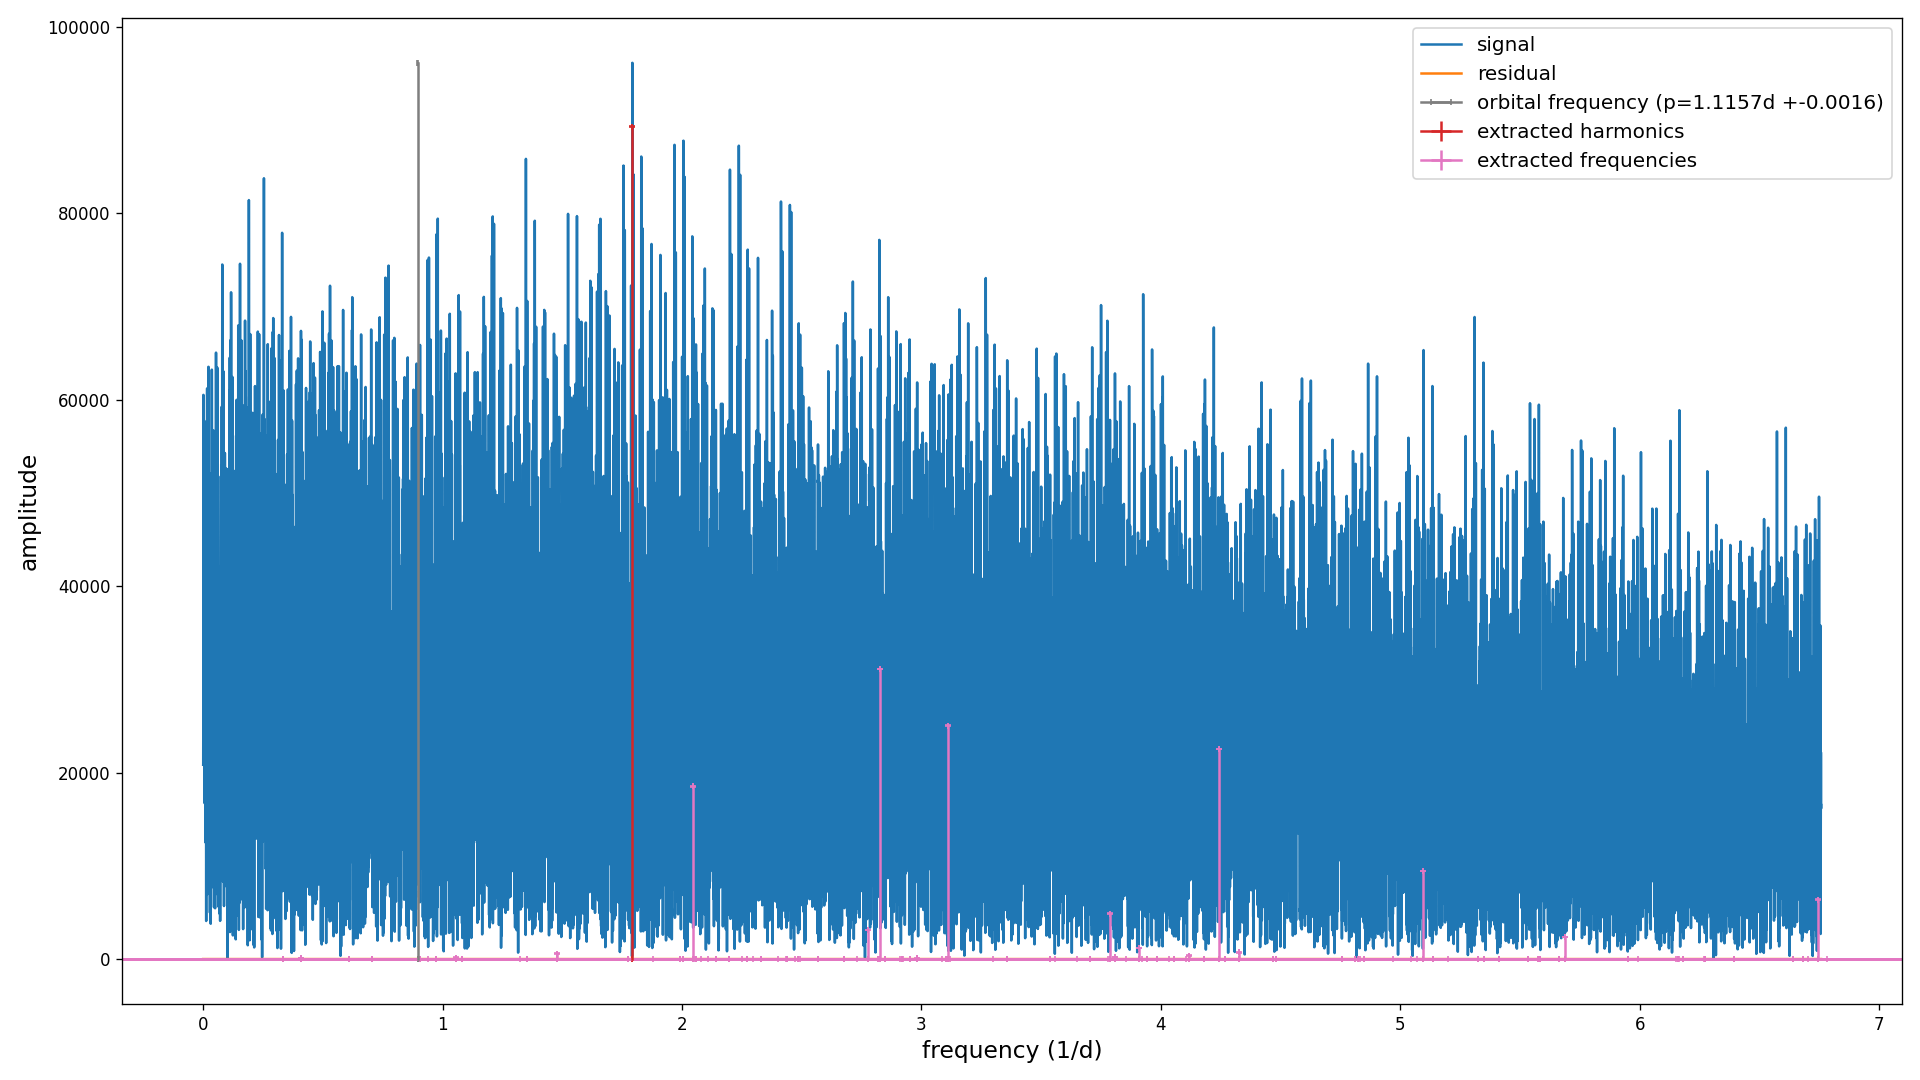 100000
80000
60000
40000
20000
0
amplitude
0 1 2 3 4 5 6 7
frequency (1/d)
signal
residual
orbital frequency (p=1.1157d +-0.0016)
extracted harmonics
extracted frequencies